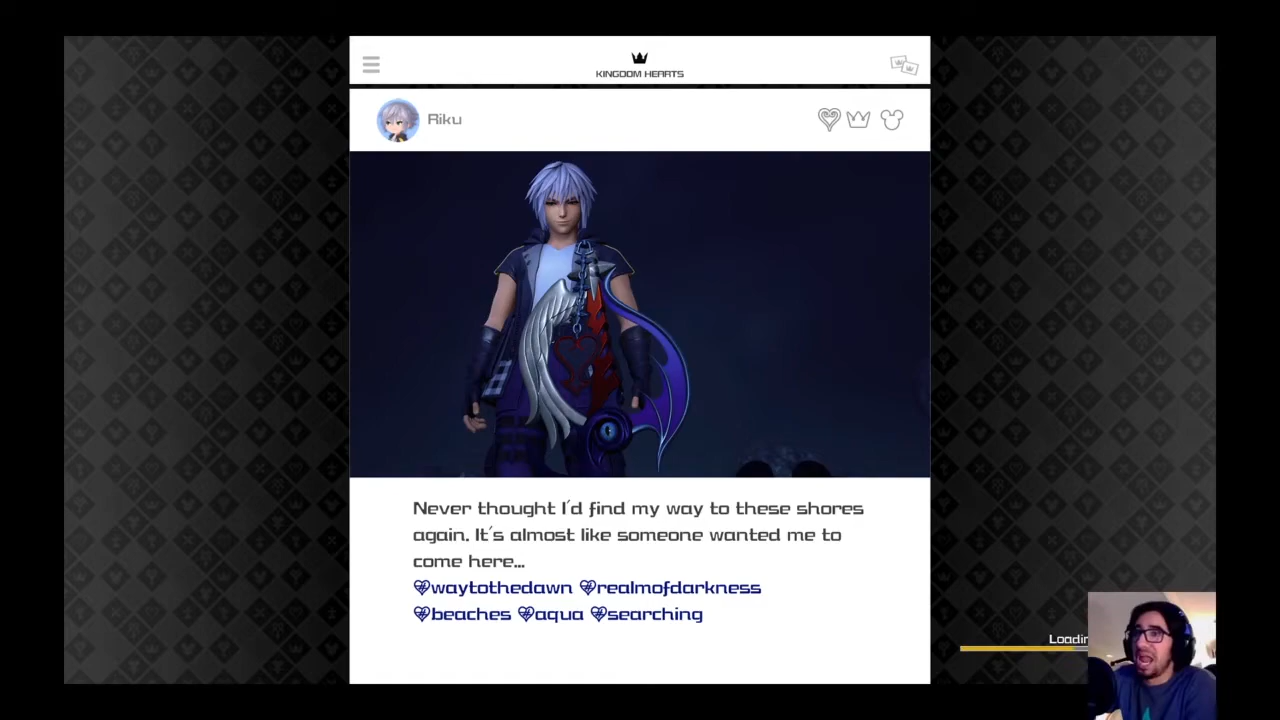 KINGDOM HEARTS
Riku
Never thought I'd find my way to these shores
again. It's almost like someone wanted me to
come here...
waytothedawn realmofdarkness
beaches aqua searching
Loadin